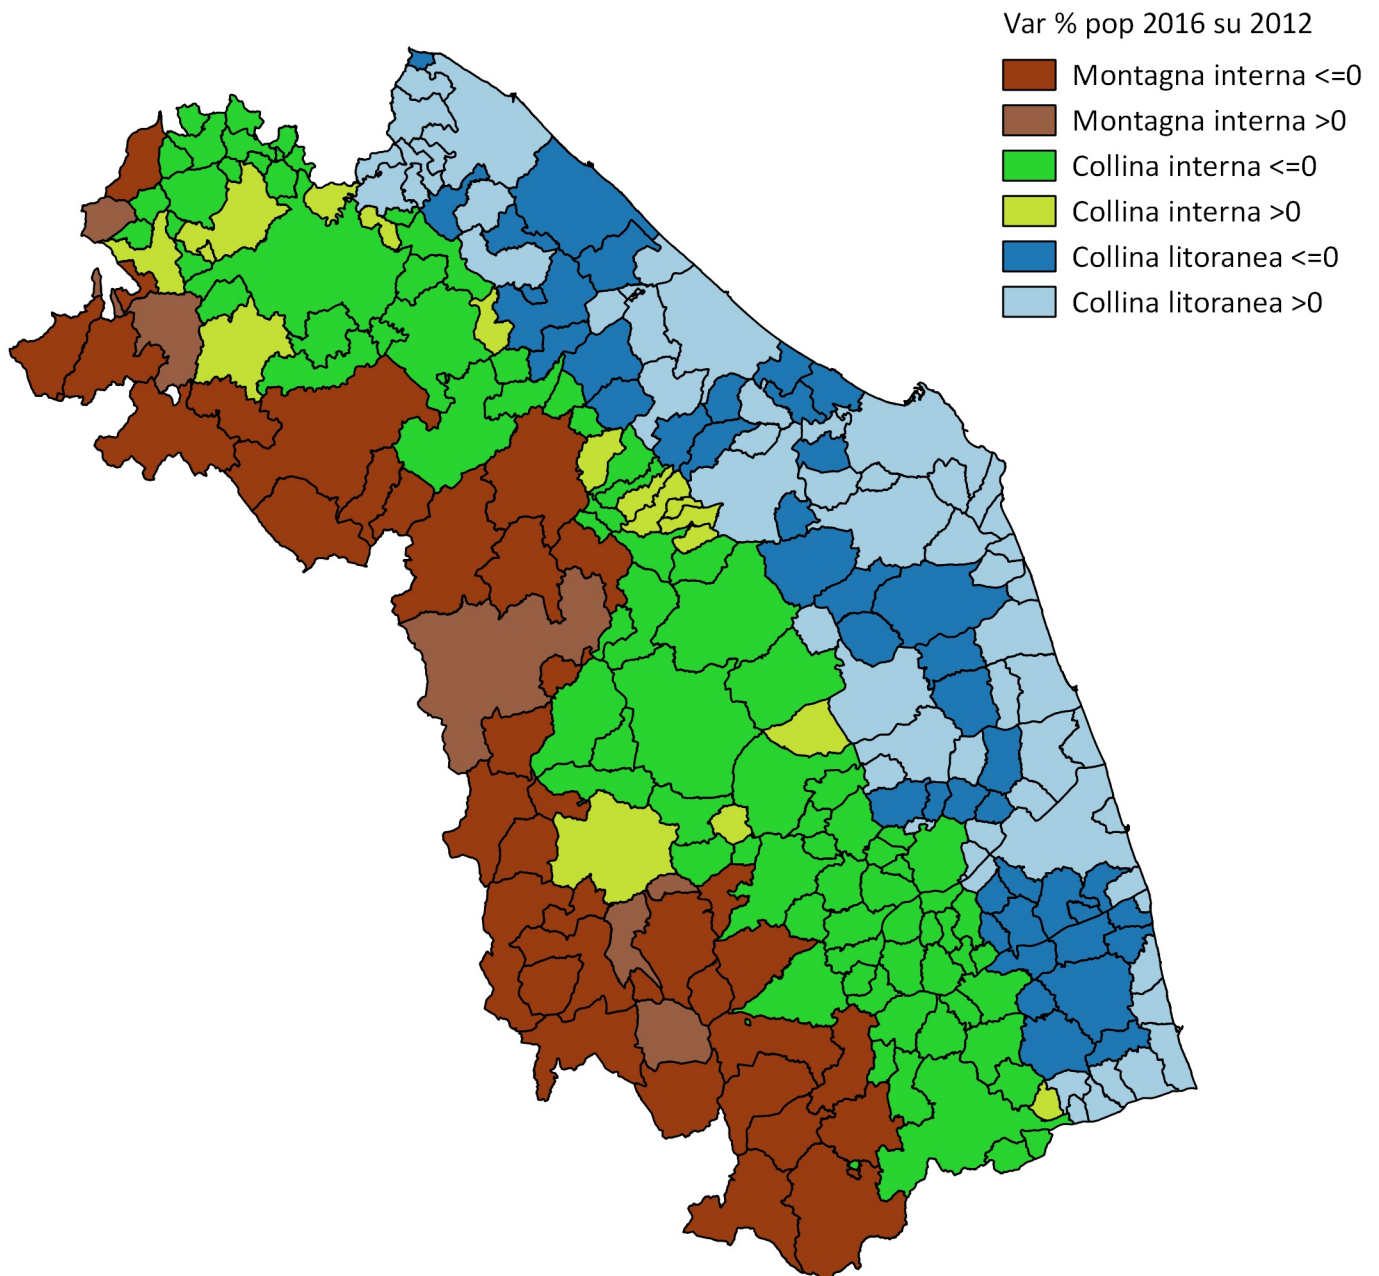 Var % pop 2016 su 2012
Montagna interna <=0
Montagna interna >0
Collina interna <=0
Collina interna >0
Collina litoranea <=0
Collina litoranea >0